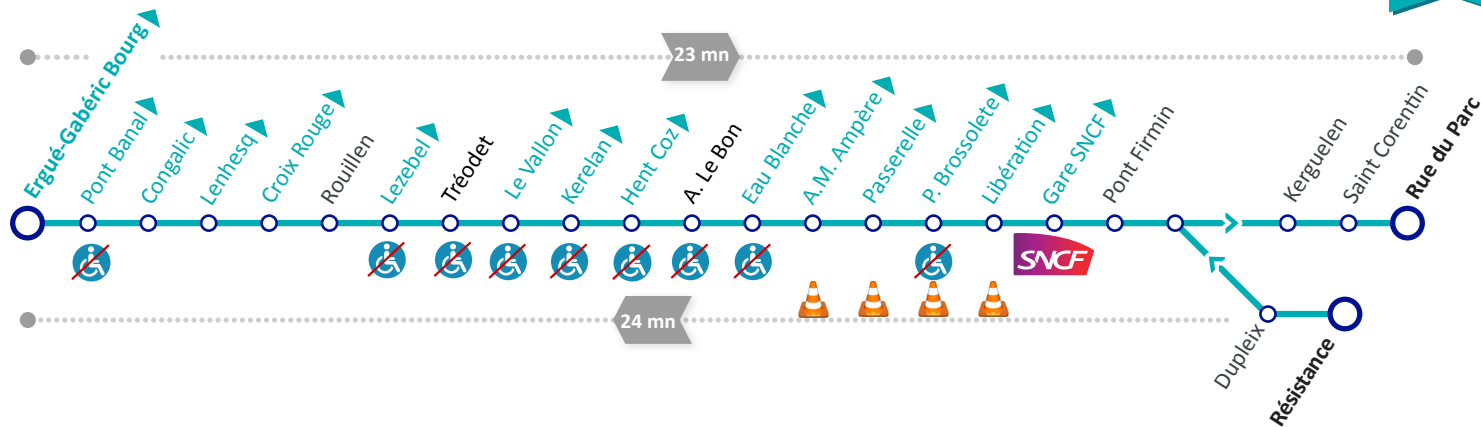 23 mn
Ergué-Gabéric Bourg
Pont Banal
Congalic
Lenhesq
Croix Rouge
Rouillen
Lezebel
Tréodet
Le Vallon
Kerelan
Hent Coz
A. Le Bon
Eau Blanche
A.M. Ampère
Passerelle
P. Brossolete
Libération
Gare SNCF
Pont Firmin
Kerguelen
Saint Corentin
Rue du Parc
SNCF
24 mn
Dupleix
Résistance